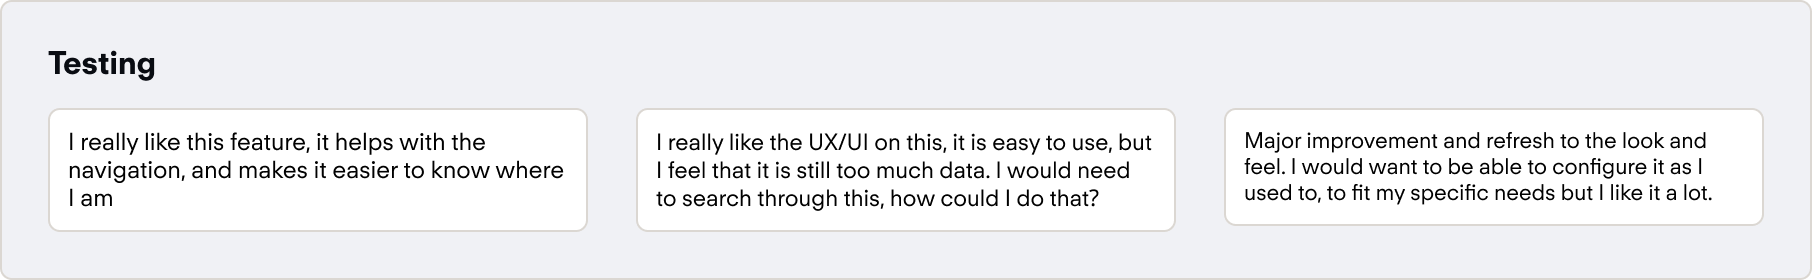 Testing
I really like this feature, it helps with the
navigation, and makes it easier to know where
I am
I really like the UX/UI on this, it is easy to use, but
I feel that it is still too much data. I would need
to search through this, how could I do that?
Major improvement and refresh to the look and
feel. I would want to be able to configure it as I
used to, to fit my specific needs but I like it a lot.